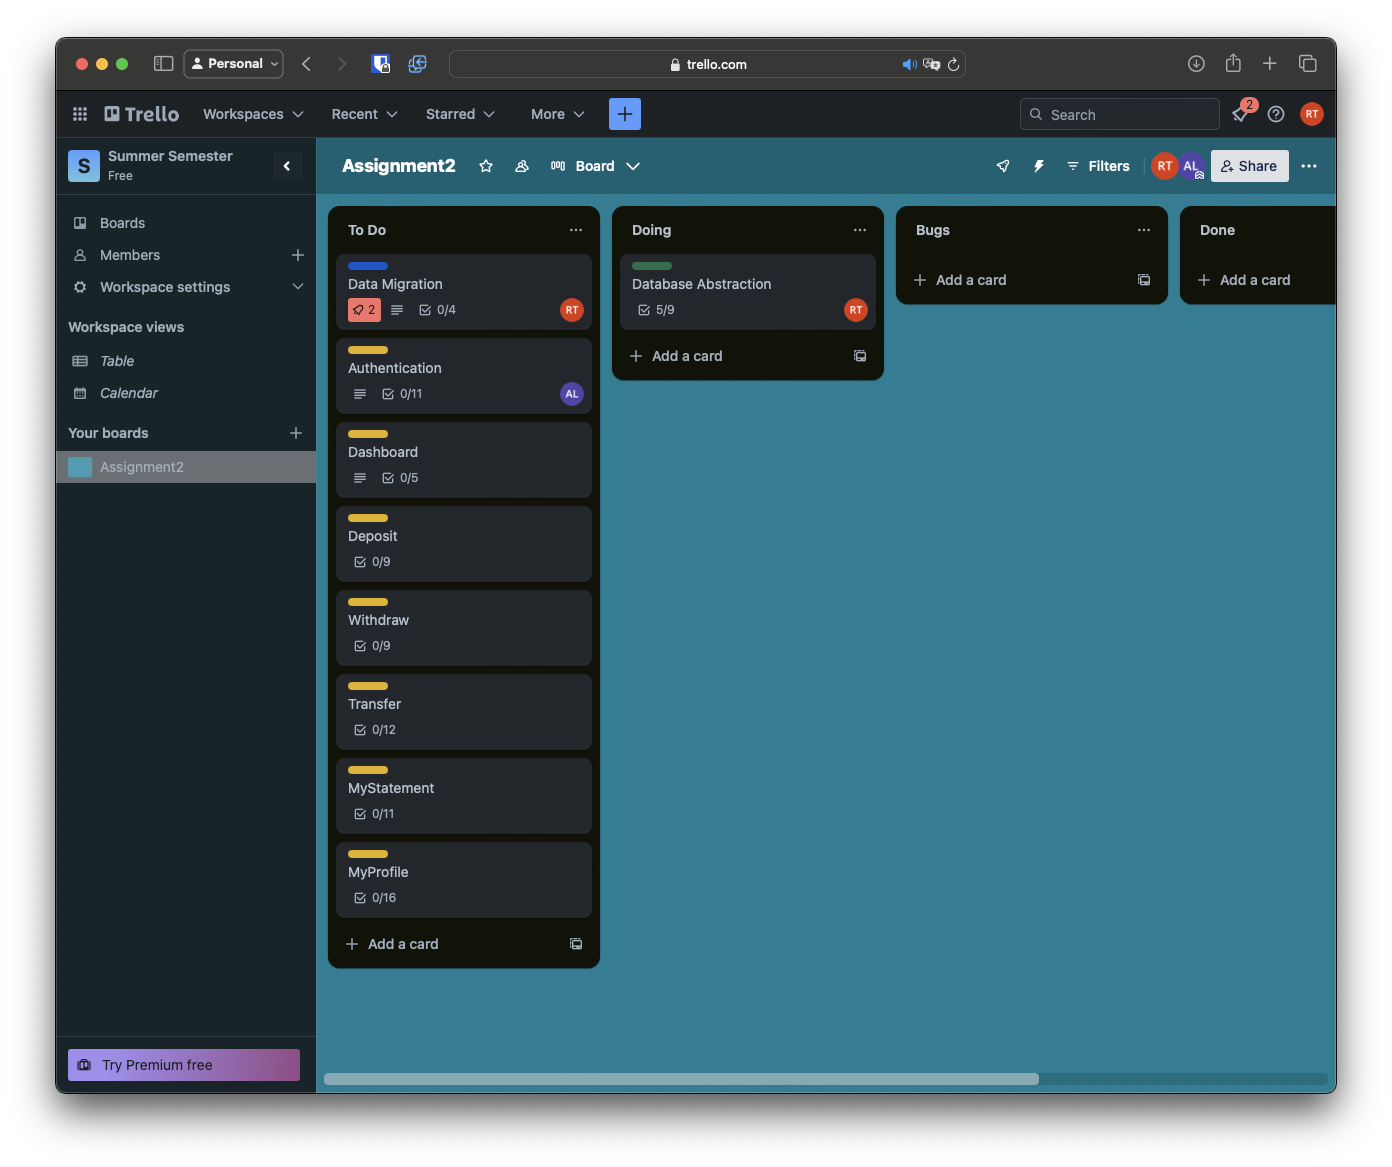 Personal
trello.com
Trello
Workspaces
Recent
Starred
More
Search
2
RT
S
Summer Semester
Free
Boards
Members
Workspace settings
Workspace views
Table
Calendar
Your boards
Assignment2
Try Premium free
Assignment2
Board
Filters
RT
AL
Share
To Do
Data Migration
2
0/4
RT
Authentication
0/11
AL
Dashboard
0/5
Deposit
0/9
Withdraw
0/9
Transfer
0/12
MyStatement
0/11
MyProfile
0/16
Add a card
Doing
Database Abstraction
5/9
RT
Add a card
Bugs
Add a card
Done
Add a card